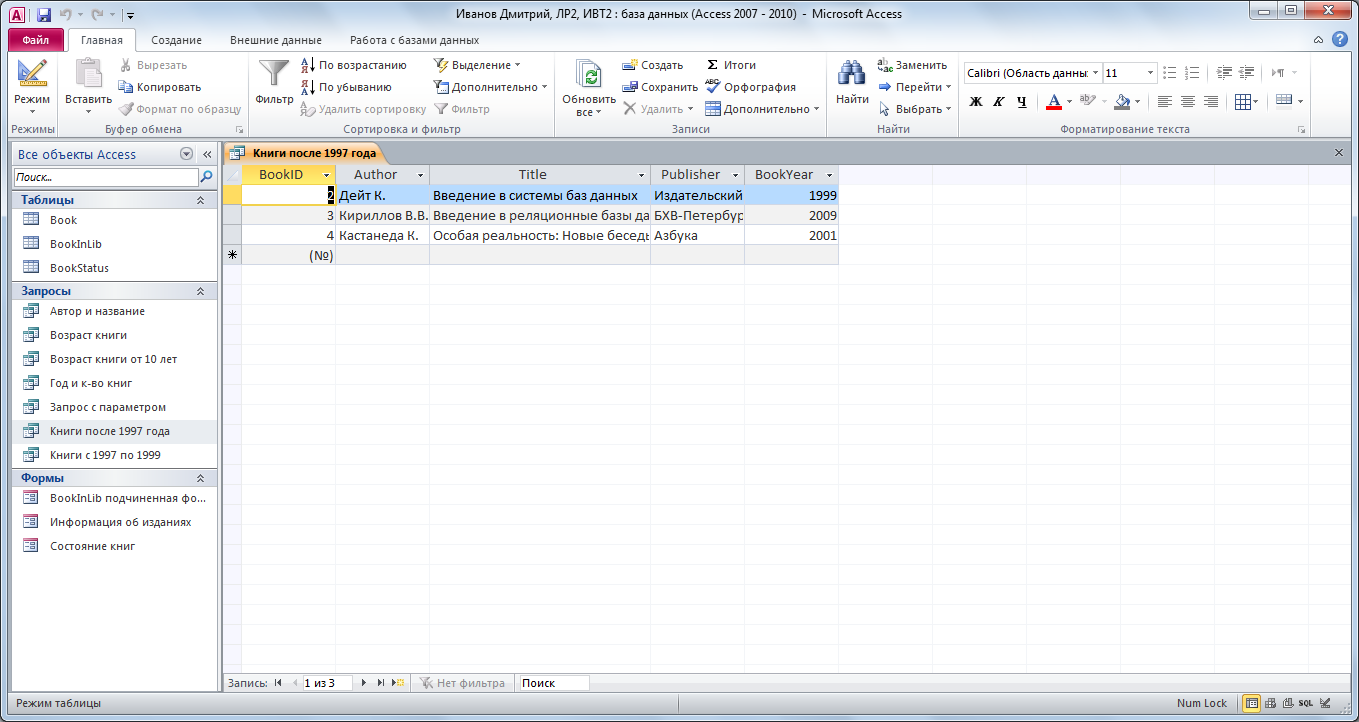 Иванов Дмитрий, ЛР2, ИВТ2 : база данных (Access 2007 - 2010) - Microsoft Access
Файл Главная Создание Внешние данные Работа с базами данных
Режим
Режимы
Вставить
Вырезать
Копировать
Формат по образцу
Буфер обмена
Фильтр
По возрастанию
По убыванию
Удалить сортировку
Выделение
Дополнительно
Фильтр
Сортировка и фильтр
Обновить
все
Создать
Сохранить
Удалить
Итоги
Орфография
Дополнительно
Записи
Найти
Заменить
Перейти
Выбрать
Найти
Calibri (Область данны: 11
Ж К Ч А
Форматирование текста
Все объекты Access
Поиск...
Таблицы
Book
BookInLib
BookStatus
Запросы
Автор и название
Возраст книги
Возраст книги от 10 лет
Год и к-во книг
Запрос с параметром
Книги после 1997 года
Книги с 1997 по 1999
Формы
BookInLib подчиненная фо...
Информация об изданиях
Состояние книг
Книги после 1997 года
BookID Author Title Publisher BookYear
2 Дейт К. Введение в системы баз данных Издательский 1999
3 Кириллов В.В. Введение в реляционные базы да БХВ-Петербур 2009
4 Кастанеда К. Особая реальность: Новые беседь Азбука 2001
(№)
Запись: 1 из 3 Нет фильтра Поиск
Режим таблицы Num Lock SQL